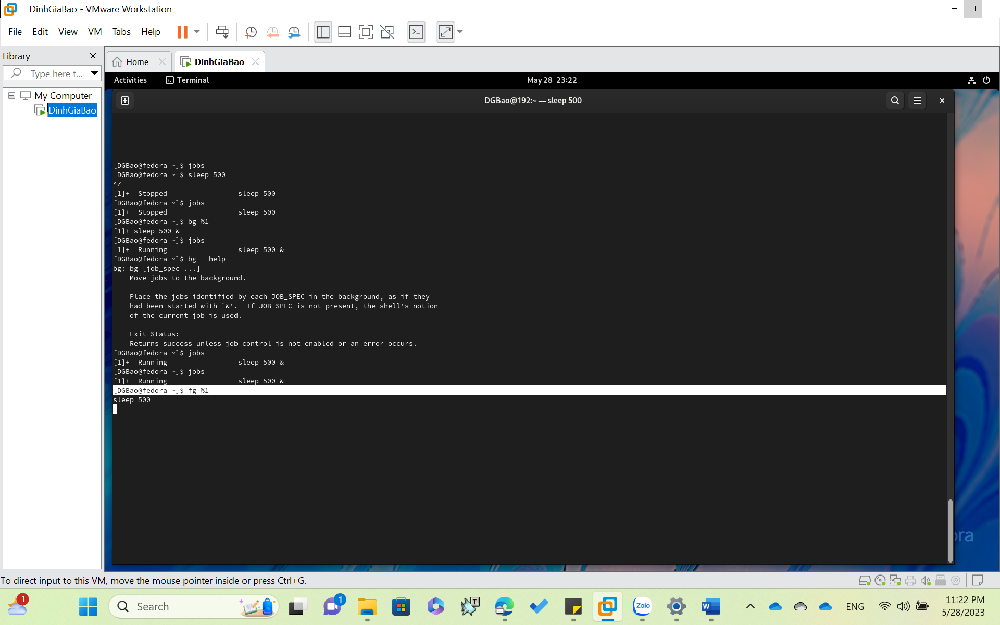 DinhGiaBao - VMware Workstation
File Edit View VM Tabs Help
Library
Type here t...
My Computer
DinhGiaBao
Home
DinhGiaBao
Activities
Terminal
May 28 23:22
DGBao@192:~ — sleep 500
[DGBao@fedora ~]$ jobs
[DGBao@fedora ~]$ sleep 500
^Z
[1]+  Stopped                 sleep 500
[DGBao@fedora ~]$ jobs
[1]+  Stopped                 sleep 500
[DGBao@fedora ~]$ bg %1
[1]+ sleep 500 &
[DGBao@fedora ~]$ jobs
[1]+  Running                 sleep 500 &
[DGBao@fedora ~]$ bg --help
bg: bg [job_spec ...]
    Move jobs to the background.
    Place the jobs identified by each JOB_SPEC in the background, as if they
    had been started with `&'.  If JOB_SPEC is not present, the shell's notion
    of the current job is used.
    Exit Status:
    Returns success unless job control is not enabled or an error occurs.
[DGBao@fedora ~]$ jobs
[1]+  Running                 sleep 500 &
[DGBao@fedora ~]$ jobs
[1]+  Running                 sleep 500 &
[DGBao@fedora ~]$ fg %1
sleep 500
To direct input to this VM, move the mouse pointer inside or press Ctrl+G.
1
Search
1
T
Zalo
W
ENG
11:22 PM
5/28/2023